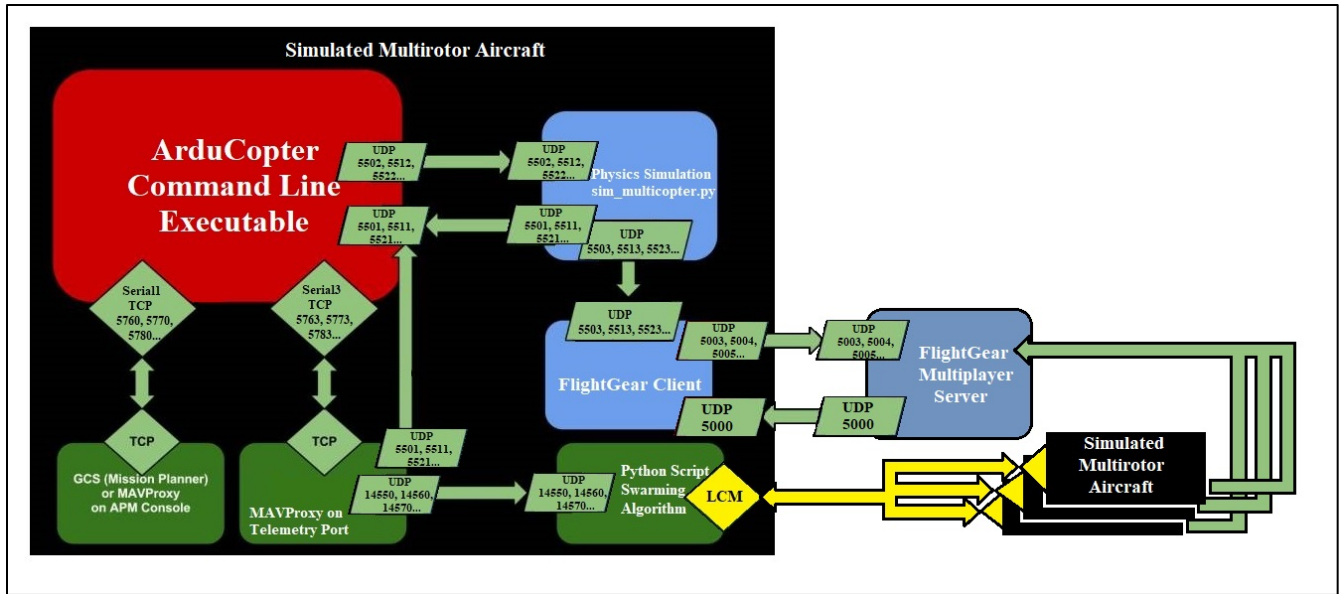 Simulated Multirotor Aircraft
ArduCopter
Command Line
Executable
UDP
5502, 5512,
5522...
UDP
5502, 5512,
5522...
Physics Simulation
sim_multicopter.py
UDP
5501, 5511,
5521...
UDP
5501, 5511,
5521...
UDP
5503, 5513, 5523...
Serial1
TCP
5760, 5770,
5780...
Serial3
TCP
5763, 5773,
5783...
UDP
5503, 5513, 5523...
UDP
5003, 5004,
5005...
UDP
5003, 5004,
5005...
FlightGear Client
FlightGear
Multiplayer
Server
UDP
5000
UDP
5000
TCP
GCS (Mission Planner)
or MAVProxy
on APM Console
TCP
UDP
5501, 5511,
5521...
MAVProxy on
Telemetry Port
UDP
14550, 14560,
14570...
UDP
14550, 14560,
14570...
Python Script
Swarming
Algorithm
LCM
Simulated
Multirotor
Aircraft